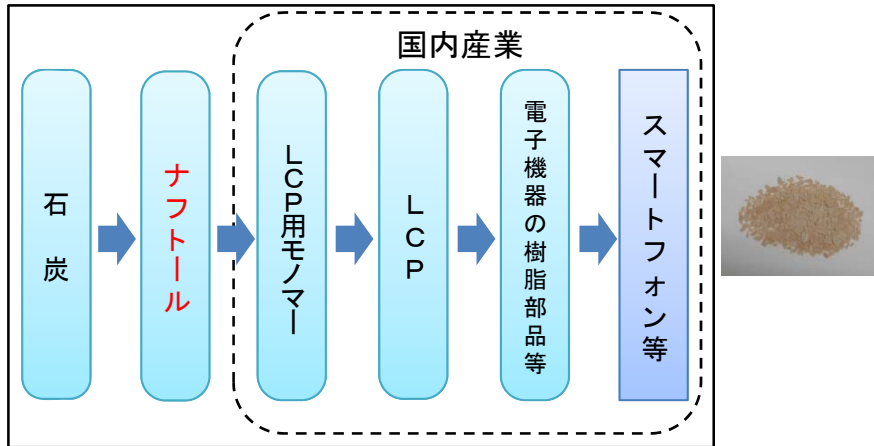 国内産業
石炭
ナフトール
LCP用モノマー
LCP
電子機器の樹脂部品等
スマートフォン等